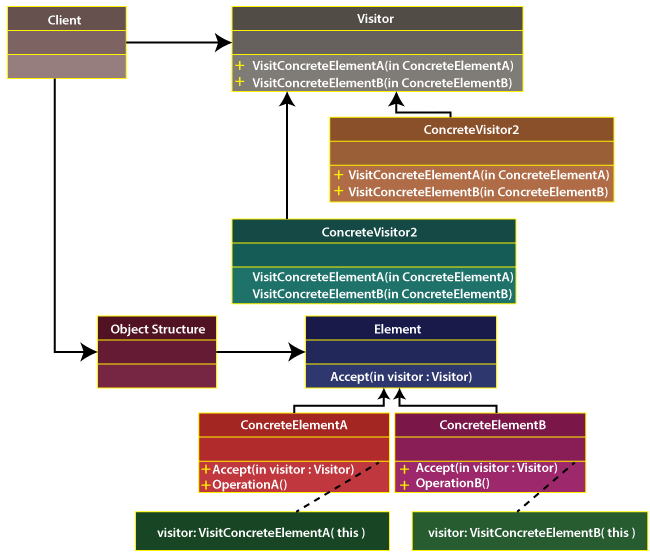 Client
Visitor
+ VisitConcreteElementA(in ConcreteElementA)
+ VisitConcreteElementB(in ConcreteElementB)
ConcreteVisitor2
+ VisitConcreteElementA(in ConcreteElementA)
+ VisitConcreteElementB(in ConcreteElementB)
ConcreteVisitor2
VisitConcreteElementA(in ConcreteElementA)
VisitConcreteElementB(in ConcreteElementB)
Object Structure
Element
Accept(in visitor : Visitor)
ConcreteElementA
+ Accept(in visitor : Visitor)
+ OperationA()
ConcreteElementB
+ Accept(in visitor : Visitor)
+ OperationB()
visitor: VisitConcreteElementA( this )
visitor: VisitConcreteElementB( this )